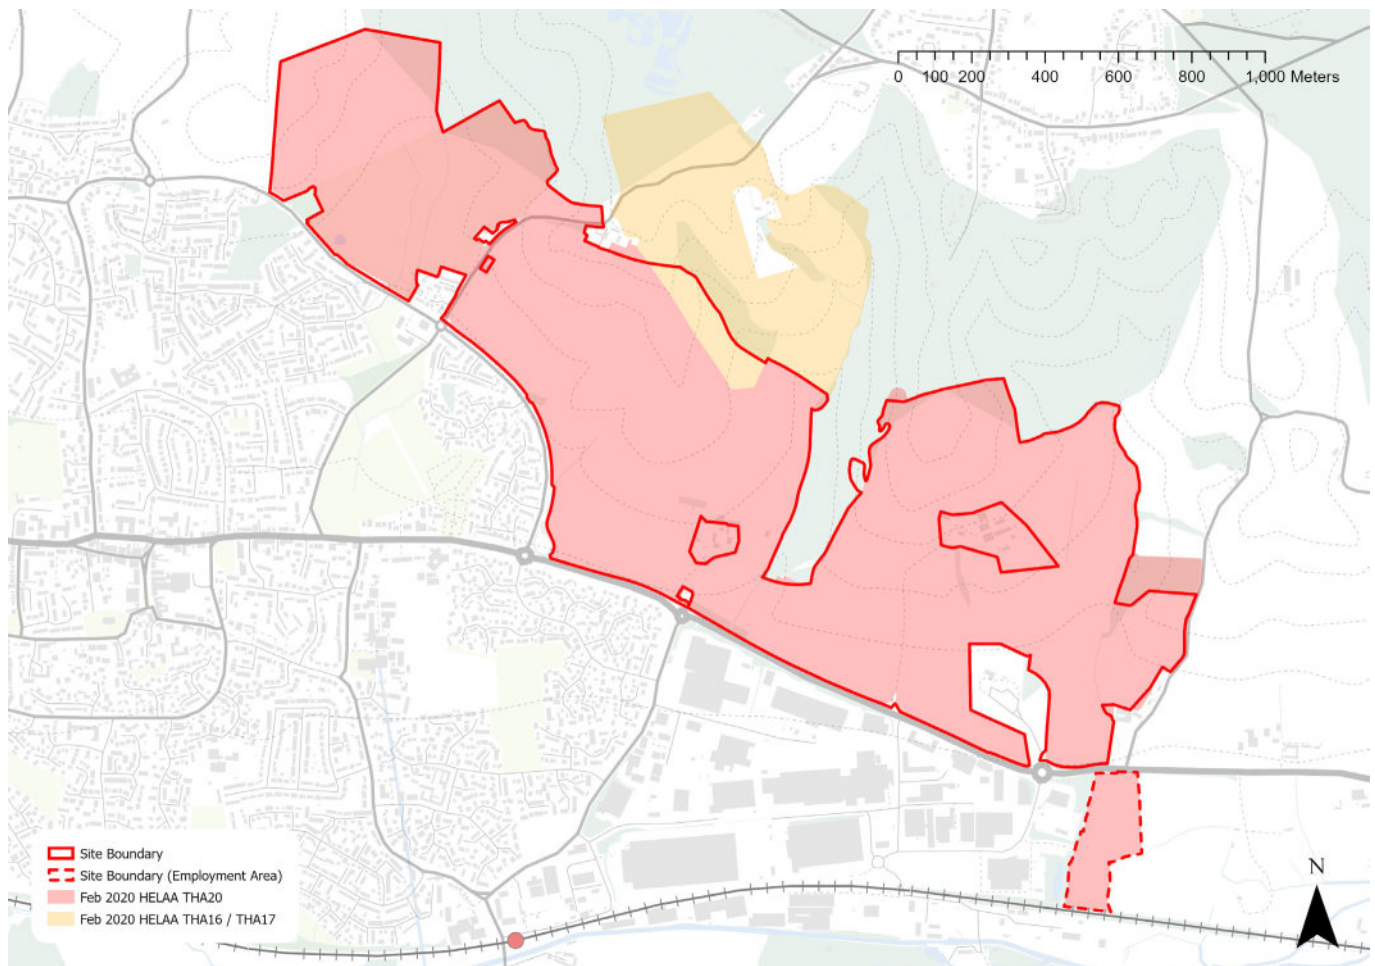 0 100 200 400 600 800 1,000 Meters
Site Boundary
Site Boundary (Employment Area)
Feb 2020 HELAA THA20
Feb 2020 HELAA THA16 / THA17
N